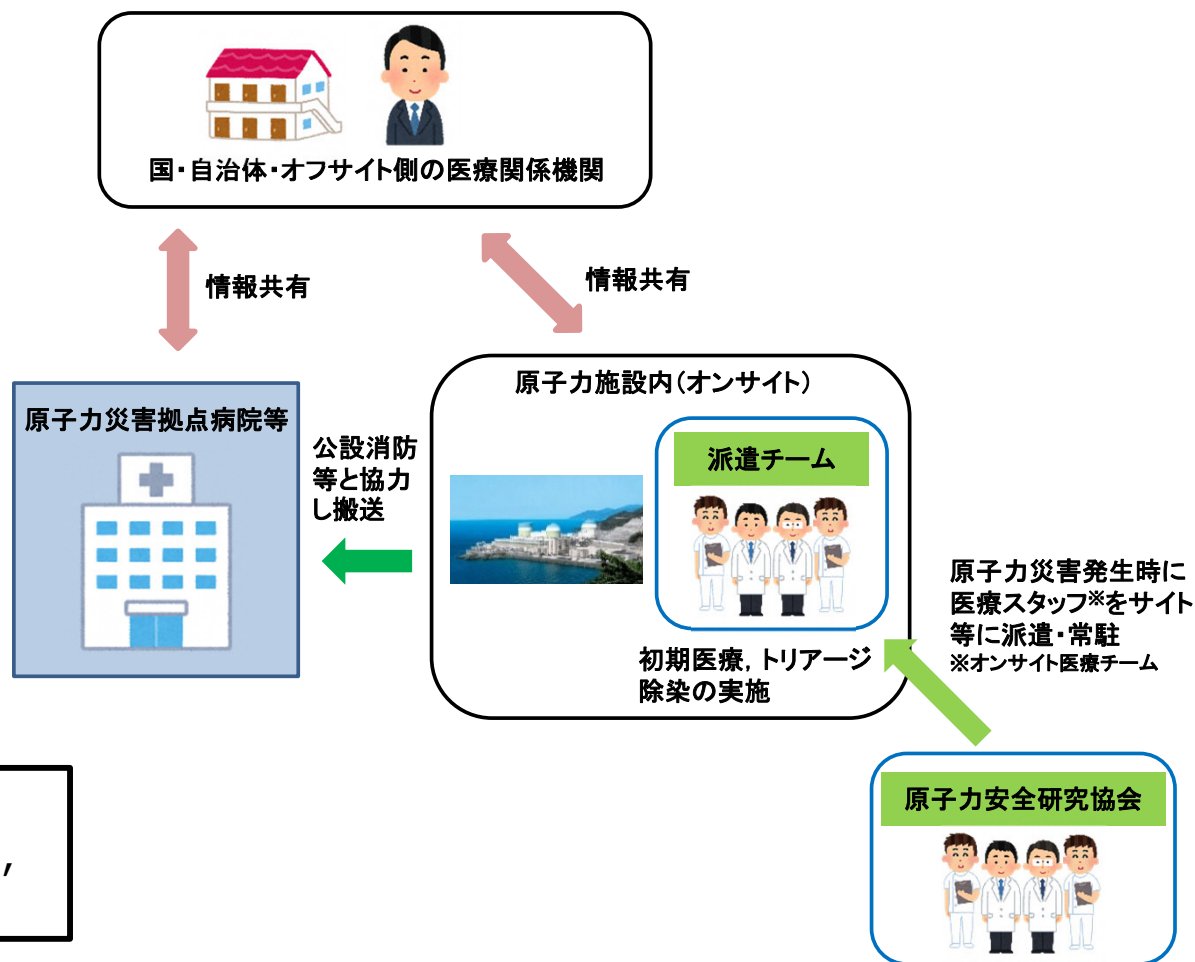 国・自治体・オフサイト側の医療関係機関
情報共有
情報共有
原子力災害拠点病院等
公設消防
等と協力
し搬送
原子力施設内（オンサイト）
派遣チーム
初期医療，トリアージ
除染の実施
原子力災害発生時に
医療スタッフ※をサイト
等に派遣・常駐
※オンサイト医療チーム
原子力安全研究協会
，